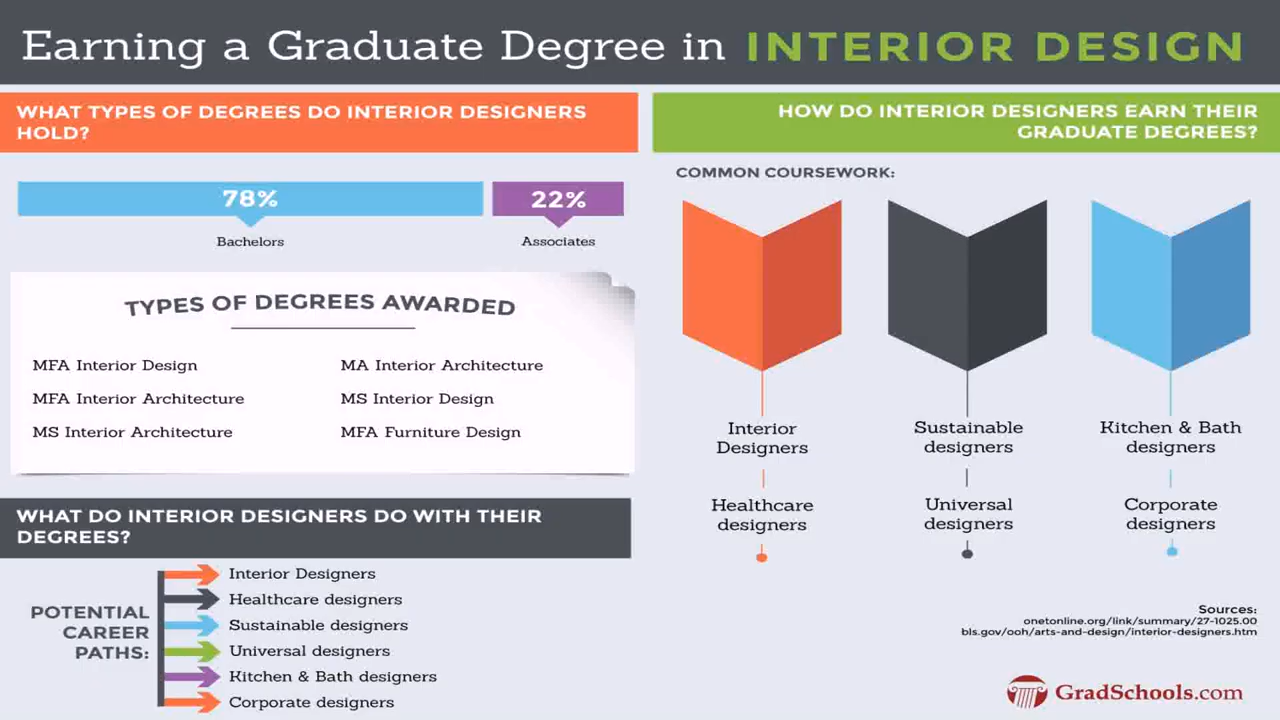 Earning a Graduate Degree in INTERIOR DESIGN
WHAT TYPES OF DEGREES DO INTERIOR DESIGNERS
HOLD?
78%
22%
Bachelors
Associates
TYPES OF DEGREES AWARDED
MFA Interior Design
MFA Interior Architecture
MS Interior Architecture
MA Interior Architecture
MS Interior Design
MFA Furniture Design
WHAT DO INTERIOR DESIGNERS DO WITH THEIR
DEGREES?
POTENTIAL
CAREER
PATHS:
Interior Designers
Healthcare designers
Sustainable designers
Universal designers
Kitchen & Bath designers
Corporate designers
HOW DO INTERIOR DESIGNERS EARN THEIR
GRADUATE DEGREES?
COMMON COURSEWORK:
Interior
Designers
Healthcare
designers
Sustainable
designers
Universal
designers
Kitchen & Bath
designers
Corporate
designers
Sources:
onetonline.org/link/summary/27-1025.00
bls.gov/ooh/arts-and-design/interior-designers.htm
GradSchools.com